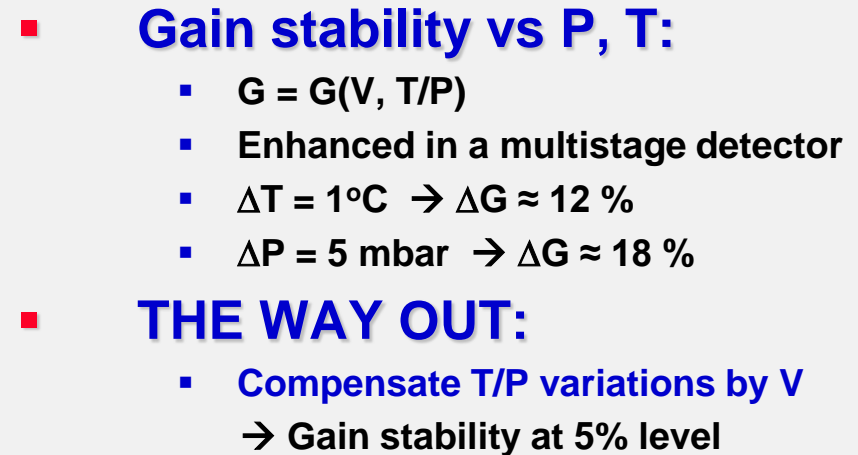 ▪ Gain stability vs P, T:
▪ G = G(V, T/P)
▪ Enhanced in a multistage detector
▪ ΔT = 1°C → ΔG ≈ 12 %
▪ ΔP = 5 mbar → ΔG ≈ 18 %
▪ THE WAY OUT:
▪ Compensate T/P variations by V
→ Gain stability at 5% level